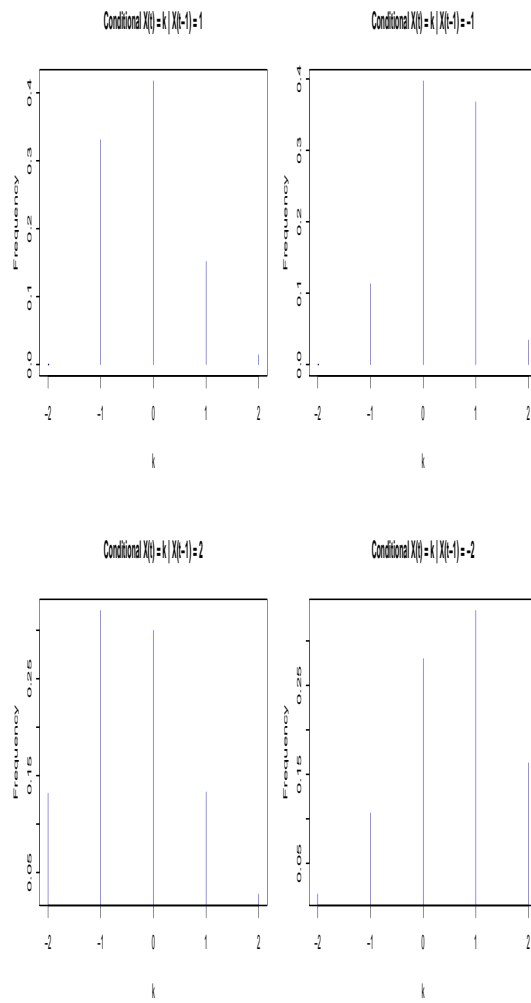 Conditional X(t) = k | X(t−1) = 1
Frequency
0.0 0.1 0.2 0.3 0.4
−2 −1 0 1 2
k
Conditional X(t) = k | X(t−1) = −1
Frequency
0.0 0.1 0.2 0.3 0.4
−2 −1 0 1 2
k
Conditional X(t) = k | X(t−1) = 2
Frequency
0.05 0.15 0.25
−2 −1 0 1 2
k
Conditional X(t) = k | X(t−1) = −2
Frequency
0.05 0.15 0.25
−2 −1 0 1 2
k